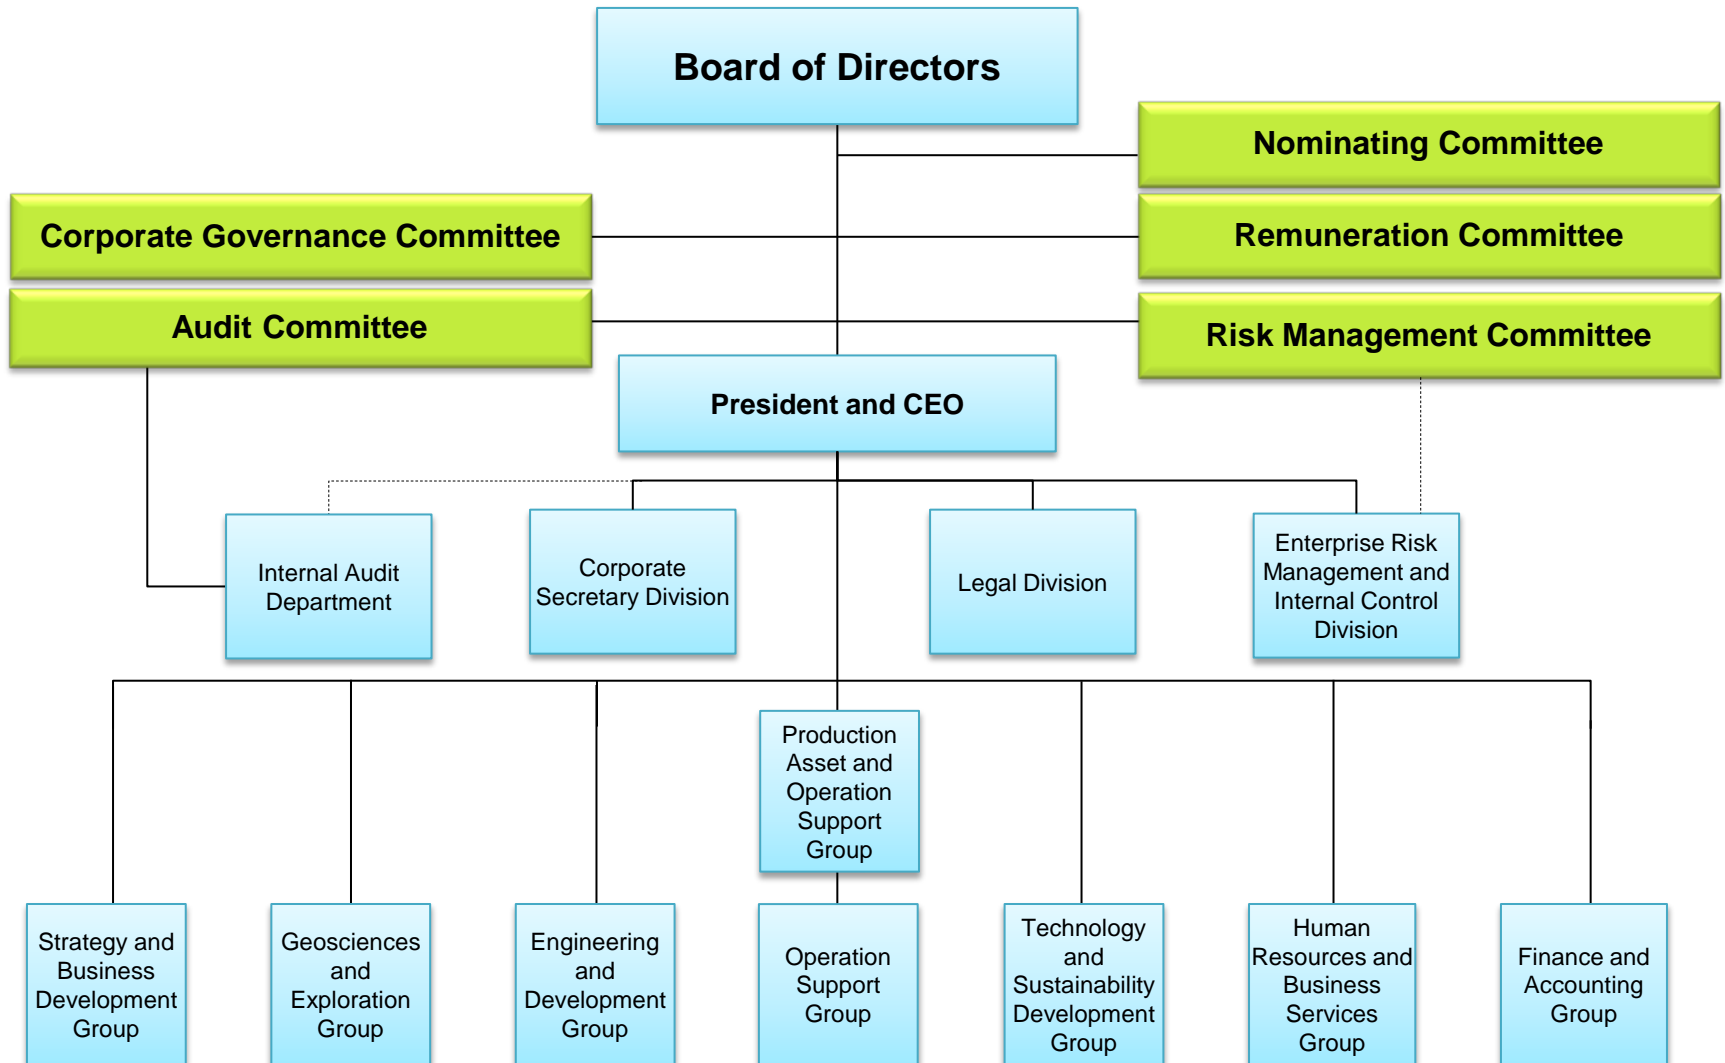 Board of Directors
Nominating Committee
Corporate Governance Committee
Remuneration Committee
Audit Committee
Risk Management Committee
President and CEO
Internal Audit
Department
Corporate
Secretary Division
Legal Division
Enterprise Risk
Management and
Internal Control
Division
Production
Asset and
Operation
Support
Group
Strategy and
Business
Development
Group
Geosciences
and
Exploration
Group
Engineering
and
Development
Group
Operation
Support
Group
Technology
and
Sustainability
Development
Group
Human
Resources and
Business
Services
Group
Finance and
Accounting
Group